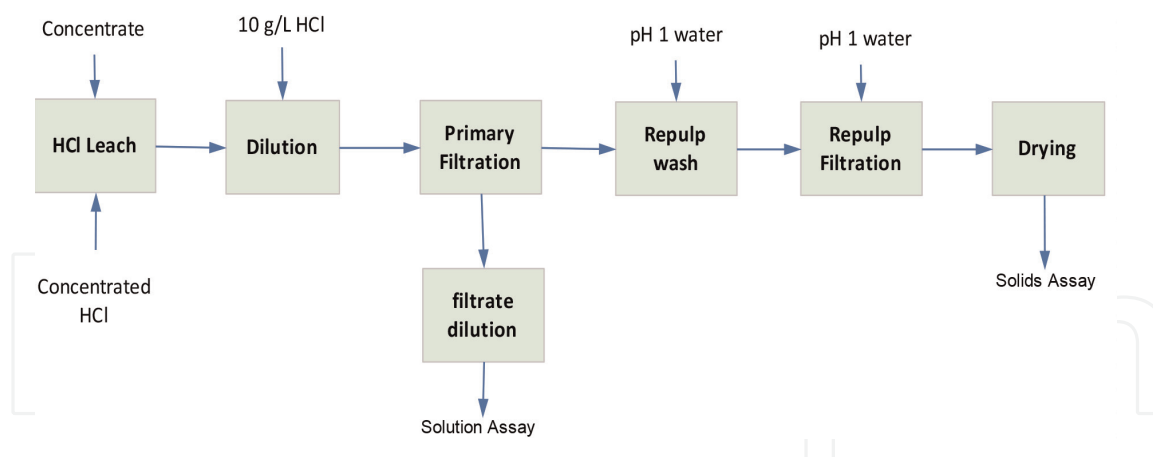 Concentrate
10 g/L HCl
pH 1 water
pH 1 water
HCl Leach
Dilution
Primary
Filtration
Repulp
wash
Repulp
Filtration
Drying
Concentrated
HCl
filtrate
dilution
Solids Assay
Solution Assay